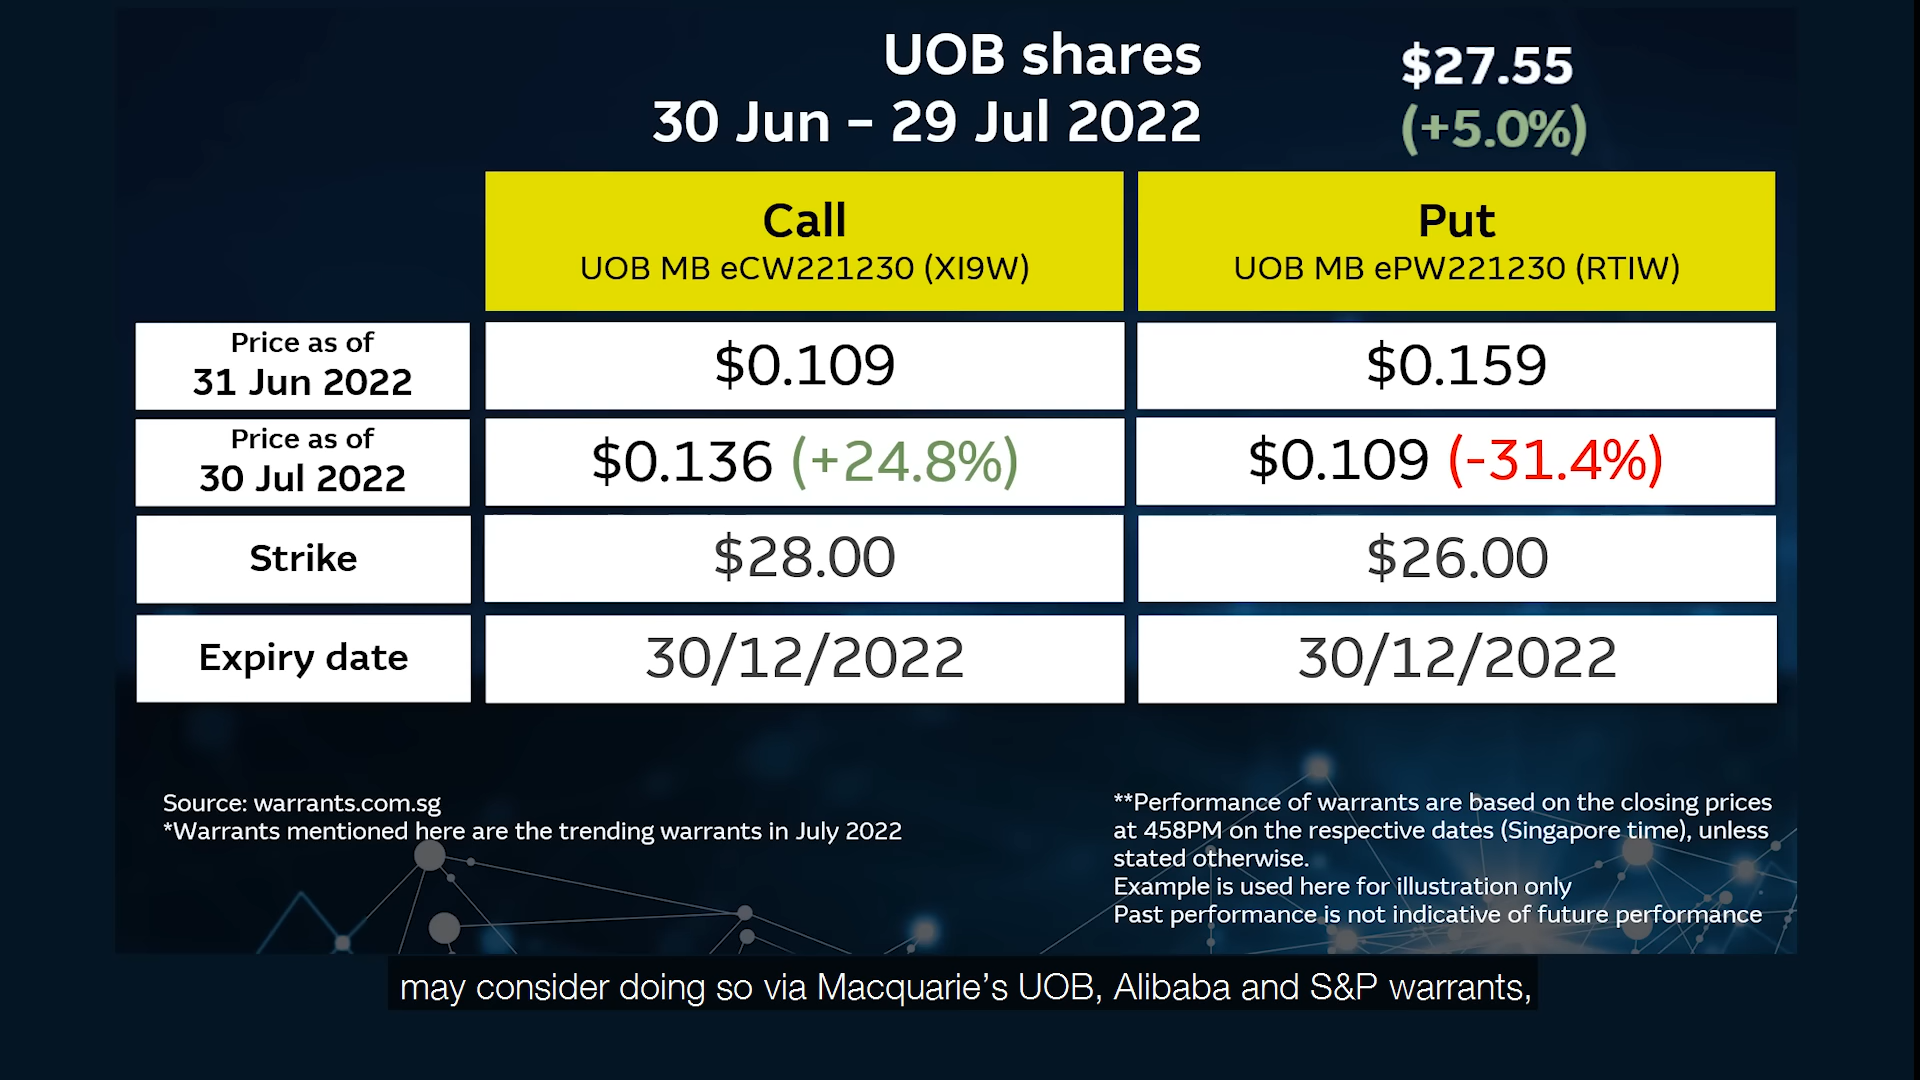 UOB shares
30 Jun – 29 Jul 2022
$27.55
(+5.0%)
Call
UOB MB eCW221230 (XI9W)
Put
UOB MB ePW221230 (RTIW)
Price as of
31 Jun 2022
$0.109
$0.159
Price as of
30 Jul 2022
$0.136 (+24.8%)
$0.109 (-31.4%)
Strike
$28.00
$26.00
Expiry date
30/12/2022
30/12/2022
Source: warrants.com.sg
*Warrants mentioned here are the trending warrants in July 2022
**Performance of warrants are based on the closing prices
at 458PM on the respective dates (Singapore time), unless
stated otherwise.
Example is used here for illustration only
Past performance is not indicative of future performance
may consider doing so via Macquarie’s UOB, Alibaba and S&P warrants,